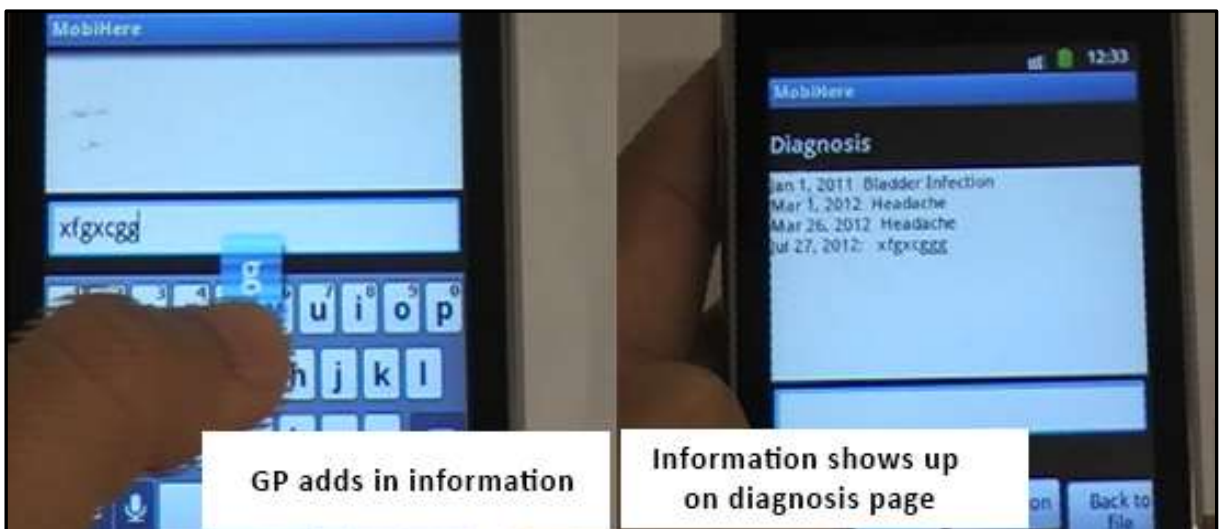 MobiHere
xfgxcgg
g
u i o p
h j k l
GP adds in information
12:33
MobiHere
Diagnosis
Jan 1, 2011 Bladder Infection
Mar 1, 2012 Headache
Mar 26, 2012 Headache
Jul 27, 2012: xfgxcggg
on
Back to
file
Information shows up
on diagnosis page